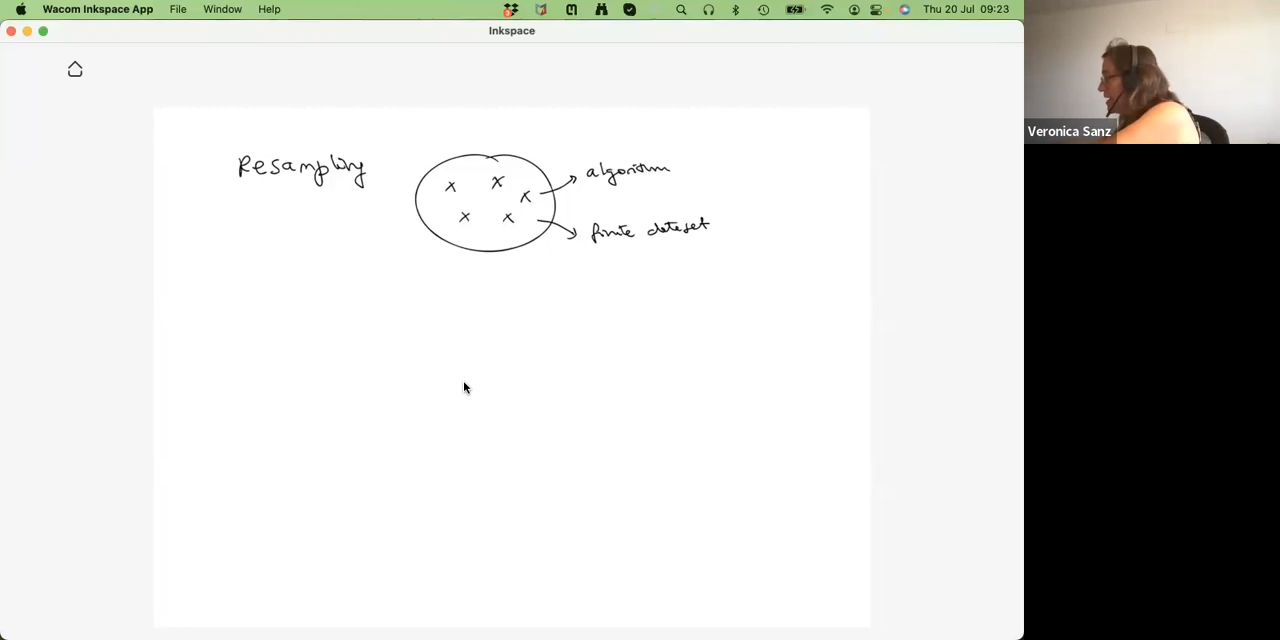 Wacom Inkspace App File Window Help Thu 20 Jul 09:23
Inkspace
Veronica Sanz
Resampling
x x x x x
algorithm
finite dataset